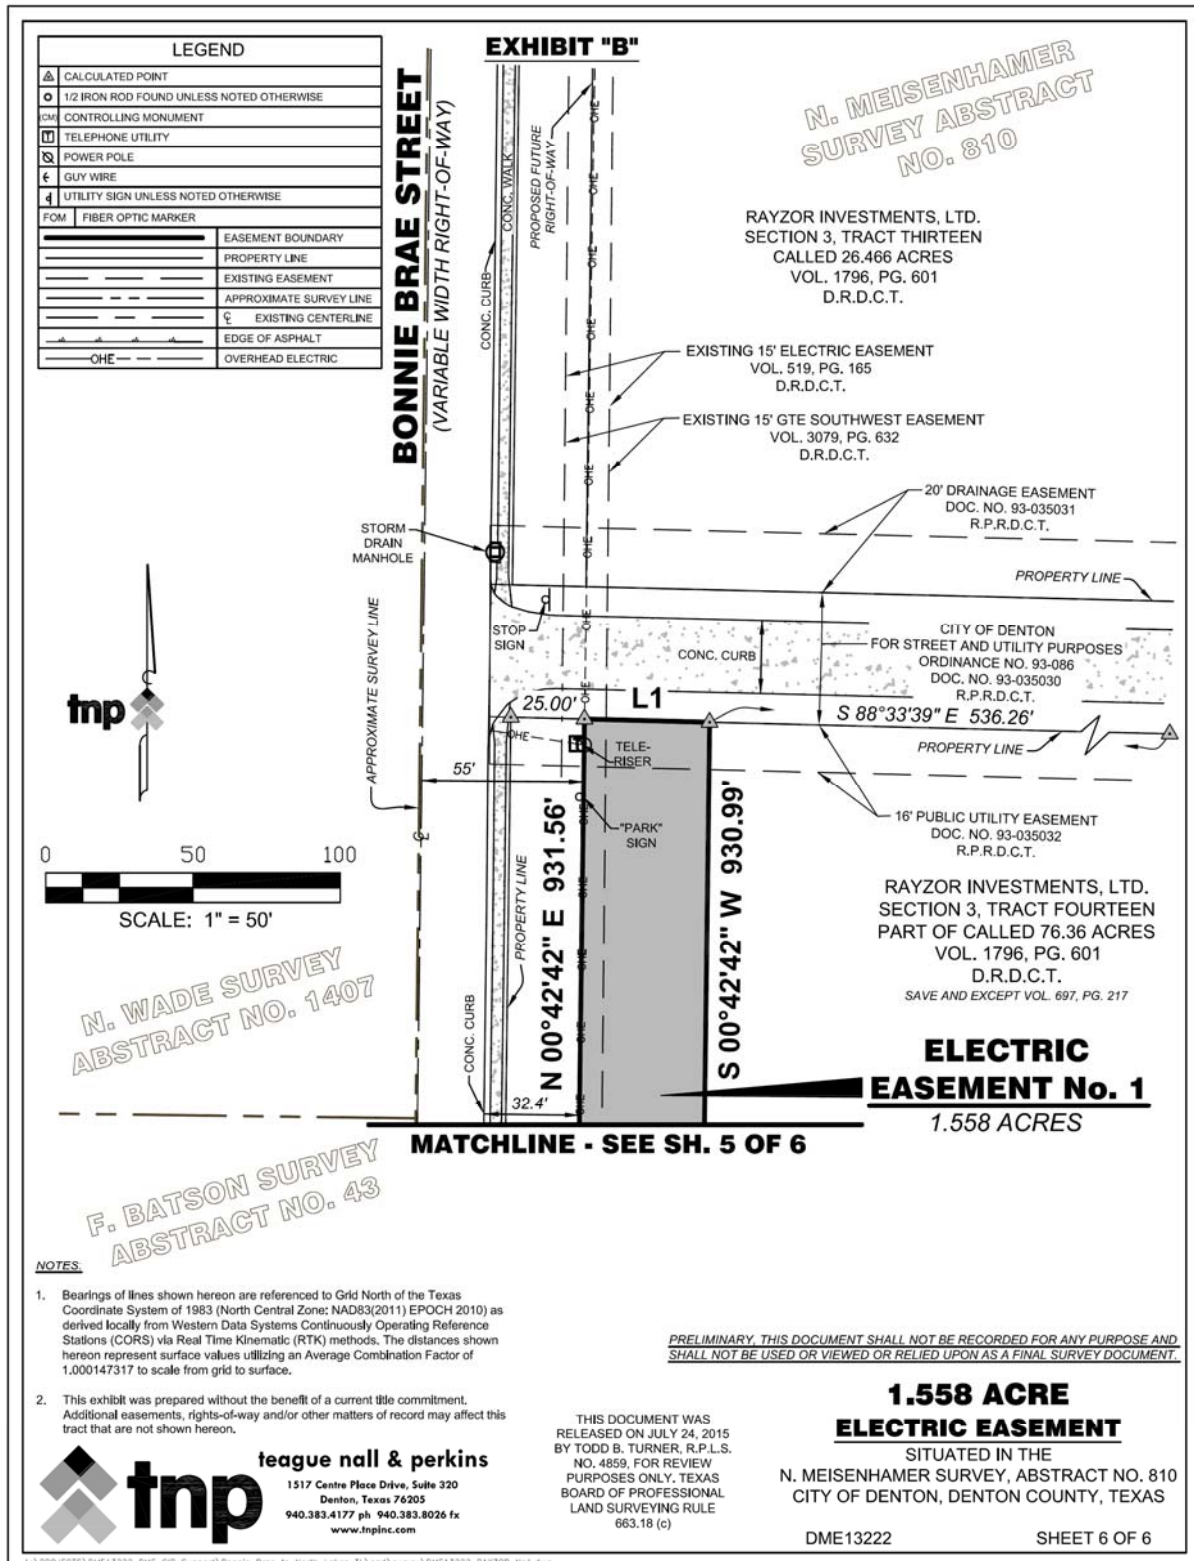 EXHIBIT "B"
LEGEND
CALCULATED POINT
1/2 IRON ROD FOUND UNLESS NOTED OTHERWISE
(CM) CONTROLLING MONUMENT
T TELEPHONE UTILITY
POWER POLE
GUY WIRE
UTILITY SIGN UNLESS NOTED OTHERWISE
FOM FIBER OPTIC MARKER
EASEMENT BOUNDARY
PROPERTY LINE
EXISTING EASEMENT
APPROXIMATE SURVEY LINE
EXISTING CENTERLINE
EDGE OF ASPHALT
OHE OVERHEAD ELECTRIC
BONNIE BRAE STREET
(VARIABLE WIDTH RIGHT-OF-WAY)
CONC. CURB
CONC. WALK
PROPOSED FUTURE
RIGHT-OF-WAY
OHE
OHE
OHE
OHE
OHE
OHE
OHE
OHE
OHE
N. MEISENHAMER
SURVEY ABSTRACT
NO. 810
RAYZOR INVESTMENTS, LTD.
SECTION 3, TRACT THIRTEEN
CALLED 26.466 ACRES
VOL. 1796, PG. 601
D.R.D.C.T.
EXISTING 15' ELECTRIC EASEMENT
VOL. 519, PG. 165
D.R.D.C.T.
EXISTING 15' GTE SOUTHWEST EASEMENT
VOL. 3079, PG. 632
D.R.D.C.T.
20' DRAINAGE EASEMENT
DOC. NO. 93-035031
R.P.R.D.C.T.
STORM
DRAIN
MANHOLE
PROPERTY LINE
STOP
SIGN
CONC. CURB
CITY OF DENTON
FOR STREET AND UTILITY PURPOSES
ORDINANCE NO. 93-086
DOC. NO. 93-035030
R.P.R.D.C.T.
APPROXIMATE SURVEY LINE
tnp
25.00'
L1
S 88°33'39" E 536.26'
PROPERTY LINE
OHE
TELE-
RISER
55'
"PARK"
SIGN
16' PUBLIC UTILITY EASEMENT
DOC. NO. 93-035032
R.P.R.D.C.T.
0 50 100
SCALE: 1" = 50'
PROPERTY LINE
N 00°42'42" E 931.56'
OHE
OHE
OHE
OHE
OHE
S 00°42'42" W 930.99'
RAYZOR INVESTMENTS, LTD.
SECTION 3, TRACT FOURTEEN
PART OF CALLED 76.36 ACRES
VOL. 1796, PG. 601
D.R.D.C.T.
SAVE AND EXCEPT VOL. 697, PG. 217
N. WADE SURVEY
ABSTRACT NO. 1407
CONC. CURB
32.4'
ELECTRIC
EASEMENT No. 1
1.558 ACRES
MATCHLINE - SEE SH. 5 OF 6
F. BATSON SURVEY
ABSTRACT NO. 43
NOTES:
1. Bearings of lines shown hereon are referenced to Grid North of the Texas
Coordinate System of 1983 (North Central Zone; NAD83(2011) EPOCH 2010) as
derived locally from Western Data Systems Continuously Operating Reference
Stations (CORS) via Real Time Kinematic (RTK) methods. The distances shown
hereon represent surface values utilizing an Average Combination Factor of
1.000147317 to scale from grid to surface.
2. This exhibit was prepared without the benefit of a current title commitment.
Additional easements, rights-of-way and/or other matters of record may affect this
tract that are not shown hereon.
PRELIMINARY, THIS DOCUMENT SHALL NOT BE RECORDED FOR ANY PURPOSE AND
SHALL NOT BE USED OR VIEWED OR RELIED UPON AS A FINAL SURVEY DOCUMENT.
tnp
teague nall & perkins
1517 Centre Place Drive, Suite 320
Denton, Texas 76205
940.383.4177 ph 940.383.8026 fx
www.tnpinc.com
THIS DOCUMENT WAS
RELEASED ON JULY 24, 2015
BY TODD B. TURNER, R.P.L.S.
NO. 4859, FOR REVIEW
PURPOSES ONLY. TEXAS
BOARD OF PROFESSIONAL
LAND SURVEYING RULE
663.18 (c)
1.558 ACRE
ELECTRIC EASEMENT
SITUATED IN THE
N. MEISENHAMER SURVEY, ABSTRACT NO. 810
CITY OF DENTON, DENTON COUNTY, TEXAS
DME13222 SHEET 6 OF 6